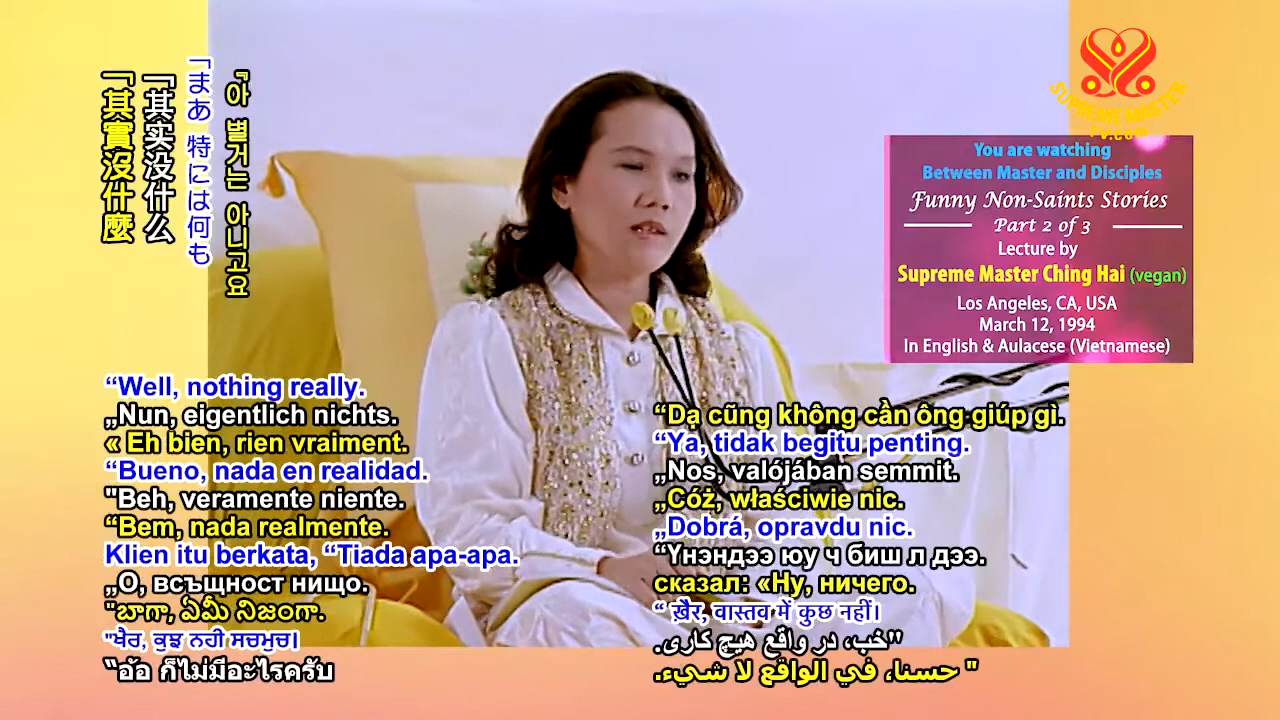 『아 별거는 아니고요
「まあ 特には何も
「其实没什么
「其實沒什麼
SUPREME MASTER
TV.com
You are watching
Between Master and Disciples
Funny Non-Saints Stories
Part 2 of 3
Lecture by
Supreme Master Ching Hai (vegan)
Los Angeles, CA, USA
March 12, 1994
In English & Aulacese (Vietnamese)
“Well, nothing really.
„Nun, eigentlich nichts.
« Eh bien, rien vraiment.
“Bueno, nada en realidad.
"Beh, veramente niente.
“Bem, nada realmente.
Klien itu berkata, “Tiada apa-apa.
„О, всъщност нищо.
"బాగా, ఏమీ నిజంగా.
"ਖੈਰ, ਕੁਝ ਨਹੀ ਸਚਮੁਚ।
“อ้อ ก็ไม่มีอะไรครับ
“Dạ cũng không cần ông giúp gì.
“Ya, tidak begitu penting.
„Nos, valójában semmit.
„Cóż, właściwie nic.
„Dobrá, opravdu nic.
“Үнэндээ юу ч биш л дээ.
сказал: «Ну, ничего.
“ ख़ैर, वास्तव में कुछ नहीं।
”خب، در واقع هیچ کاری.
" حسنا، في الواقع لا شيء.